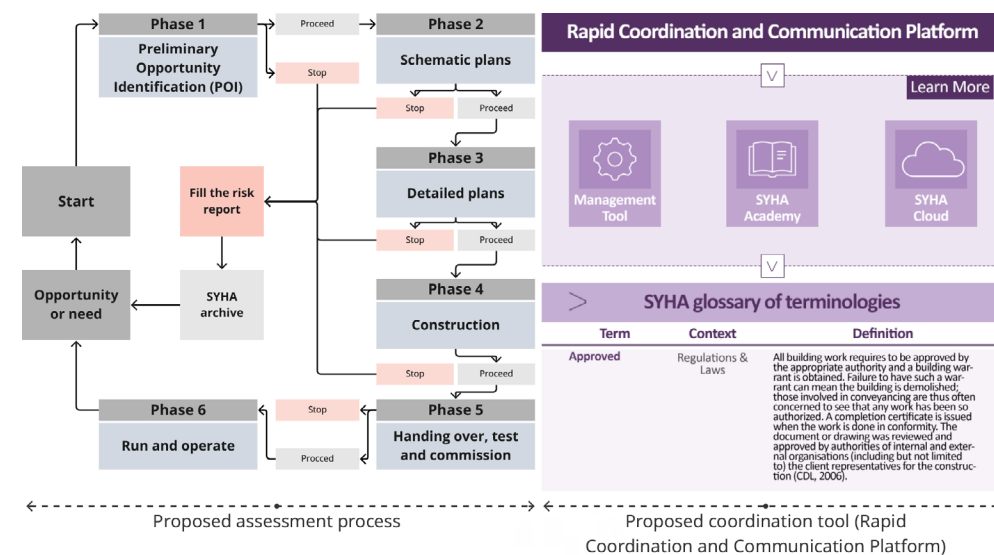 Phase 1
Preliminary
Opportunity
Identification (POI)
Proceed
Stop
Phase 2
Schematic plans
Stop
Proceed
Phase 3
Detailed plans
Stop
Proceed
Phase 4
Construction
Stop
Proceed
Phase 5
Handing over, test
and commission
Stop
Procced
Phase 6
Run and operate
Start
Fill the risk
report
Opportunity
or need
SYHA
archive
Proposed assessment process
Rapid Coordination and Communication Platform
Learn More
Management
Tool
SYHA
Academy
SYHA
Cloud
SYHA glossary of terminologies
Term
Context
Definition
Approved
Regulations &
Laws
All building work requires to be approved by
the appropriate authority and a building war-
rant is obtained. Failure to have such a war-
rant can mean the building is demolished;
those involved in conveyancing are thus often
concerned to see that any work has been so
authorized. A completion certificate is issued
when the work is done in conformity. The
document or drawing was reviewed and
approved by authorities of internal and exter-
nal organisations (including but not limited
to) the client representatives for the construc-
tion (CDL, 2006).
Proposed coordination tool (Rapid
Coordination and Communication Platform)